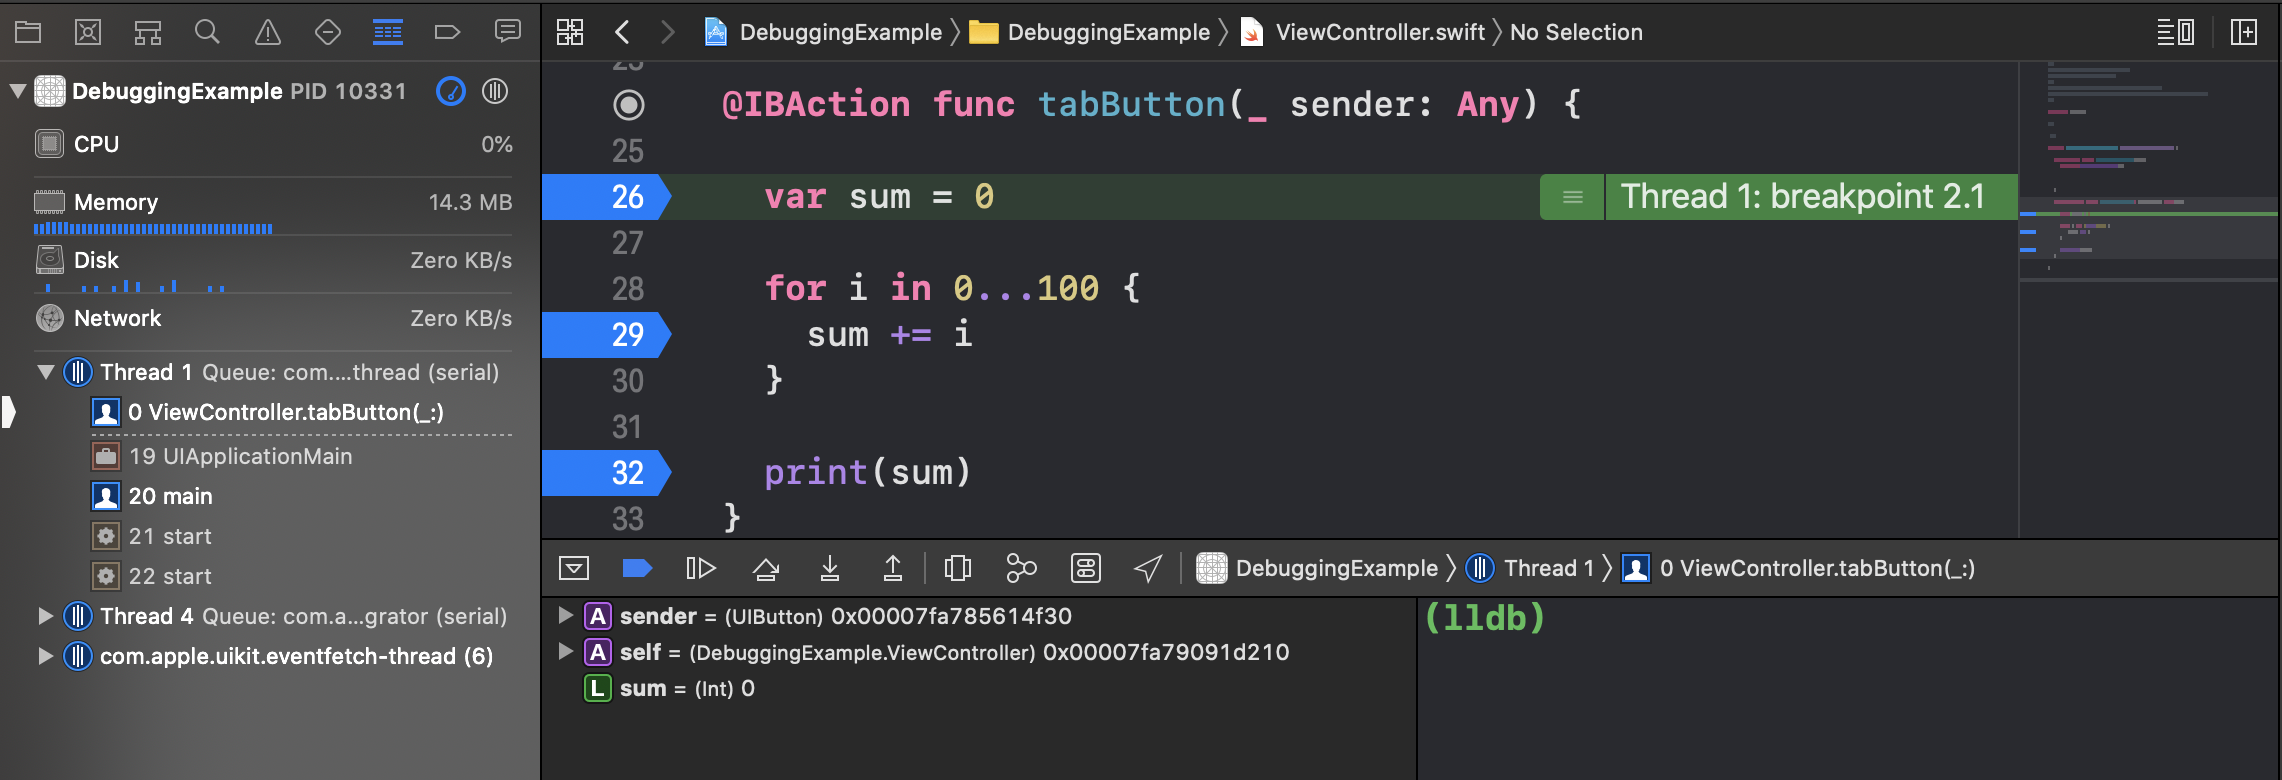 DebuggingExample PID 10331
CPU 0%
Memory 14.3 MB
Disk Zero KB/s
Network Zero KB/s
Thread 1 Queue: com....thread (serial)
0 ViewController.tabButton(_:)
19 UIApplicationMain
20 main
21 start
22 start
Thread 4 Queue: com.a...grator (serial)
com.apple.uikit.eventfetch-thread (6)
DebuggingExample DebuggingExample ViewController.swift No Selection
@IBAction func tabButton(_ sender: Any) {
25
26 var sum = 0 Thread 1: breakpoint 2.1
27
28 for i in 0...100 {
29 sum += i
30 }
31
32 print(sum)
33 }
DebuggingExample Thread 1 0 ViewController.tabButton(_:)
A sender = (UIButton) 0x00007fa785614f30
A self = (DebuggingExample.ViewController) 0x00007fa79091d210
L sum = (Int) 0
(lldb)